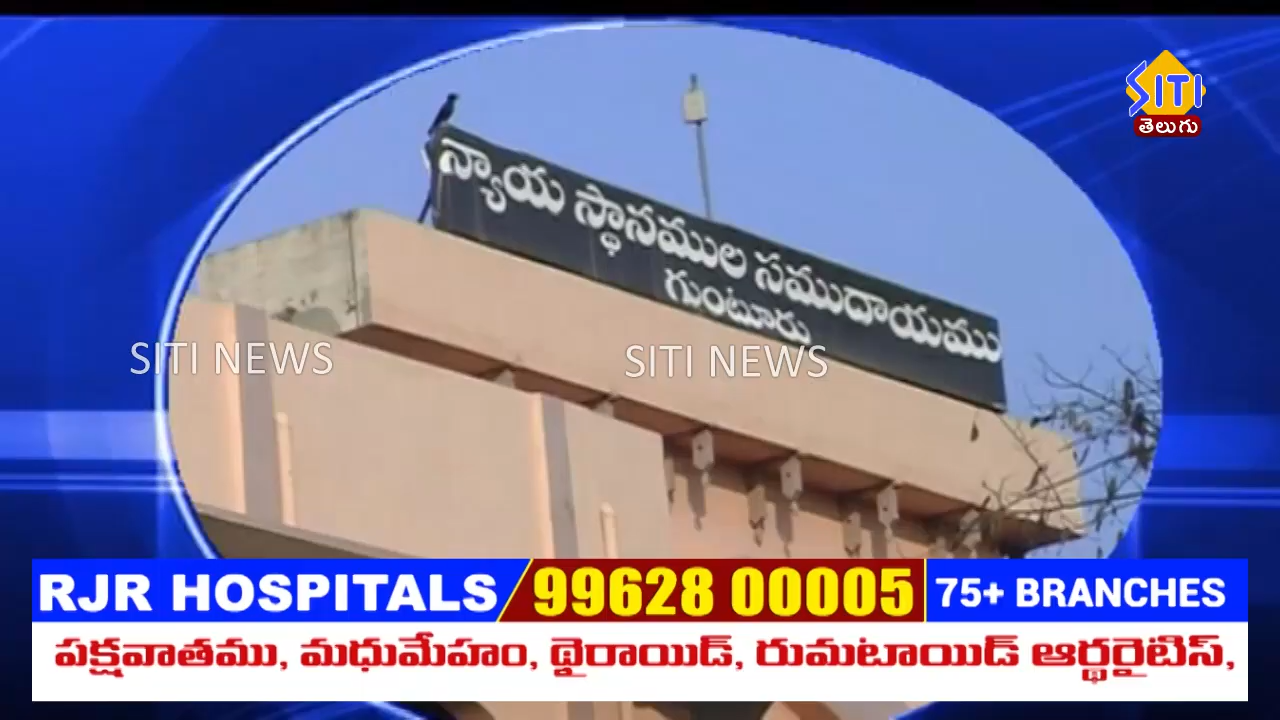 SITI
తెలుగు
న్యాయ స్థానముల సముదాయము
గుంటూరు
SITI NEWS
SITI NEWS
RJR HOSPITALS 99628 00005 75+ BRANCHES
పక్షవాతము, మధుమేహం, థైరాయిడ్, రుమటాయిడ్ ఆర్థరైటిస్,